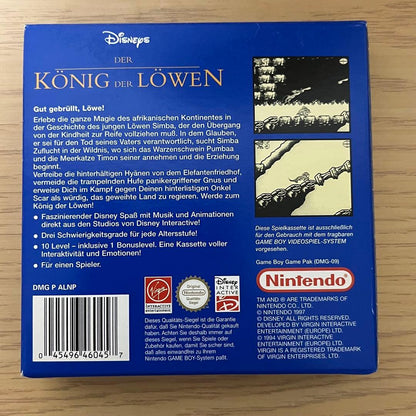 DISNEYS
DER
KÖNIG DER LÖWEN
Gut gebrüllt, Löwe!
Erlebe die ganze Magie des afrikanischen Kontinentes in
der Geschichte des jungen Löwen Simba, der den Übergang
von der Kindheit zur Reife vollziehen muß. In dem Glauben,
er sei für den Tod seines Vaters verantwortlich, sucht Simba
Zuflucht in der Wildnis, wo sich das Warzenschwein Pumbaa
und die Meerkatze Timon seiner annehmen und die Erziehung
beginnt.
Vertreibe die hinterhältigen Hyänen von dem Elefantenfriedhof,
vermeide die trampelnden Hufe panikergriffener Gnus und
erweise Dich im Kampf gegen Deinen hinterlistigen Onkel
Scar als würdig, das geweihte Land zu regieren. Werde zum
König der Löwen!
• Faszinierender Disney Spaß mit Musik und Animationen
direkt aus den Studios von Disney Interactive!
• Drei Schwierigkeitsgrade für jede Altersstufe!
• 10 Level - inklusive 1 Bonuslevel. Eine Kassette voller
Interaktivität und Emotionen!
• Für einen Spieler.
DMG P ALNP
0 45496 46045 7
Virgin
INTERACTIVE
Original
Nintendo
Seal
DISNEY
INTER
ACTIVE
Dieses Qualitäts-Siegel ist die Garantie
dafür, daß Sie Nintendo-Qualität gekauft
haben. Achten Sie deshalb immer auf
dieses Siegel, wenn Sie Spiele oder
Zubehör kaufen, damit Sie sicher sind, daß
alles einwandfrei zu Ihrem
Nintendo GAME BOY-System paßt.
Diese Spielkassette ist ausschließlich
für den Gebrauch mit dem tragbaren
GAME BOY VIDEOSPIEL-SYSTEM
vorgesehen.
Game Boy Game Pak (DMG-09)
Nintendo
TM AND ® ARE TRADEMARKS OF
NINTENDO CO., LTD.
© NINTENDO 1997
© DISNEY. ALL RIGHTS RESERVED.
DEVELOPED BY VIRGIN INTERACTIVE
ENTERTAINMENT (EUROPE) LTD.
© 1994 VIRGIN INTERACTIVE
ENTERTAINMENT (EUROPE) LTD.
VIRGIN IS A REG. TRADEMARK OF
VIRGIN ENTERPRISES, LTD.